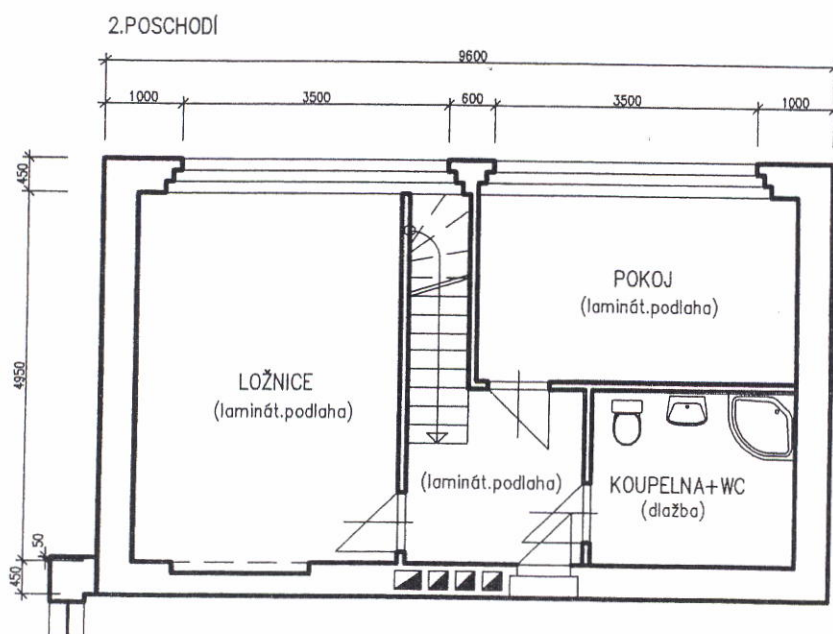 2.POSCHODÍ
9600
1000
3500
600
3500
1000
450
4950
50
450
POKOJ
(laminát.podlaha)
LOŽNICE
(laminát.podlaha)
(laminát.podlaha)
KOUPELNA+WC
(dlažba)